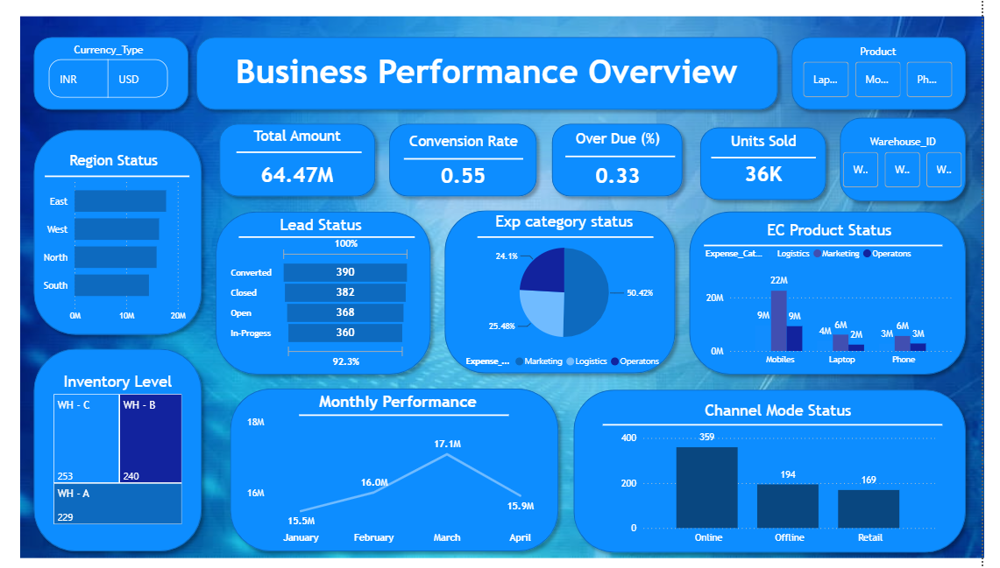 Currency_Type
INR
USD
Business Performance Overview
Product
Lap...
Mo...
Ph...
Region Status
East
West
North
South
0M
10M
20M
Total Amount
64.47M
Convension Rate
0.55
Over Due (%)
0.33
Units Sold
36K
Warehouse_ID
W..
W..
W..
Lead Status
100%
Converted
390
Closed
382
Open
368
In-Progess
360
92.3%
Exp category status
24.1%
50.42%
25.48%
Expense_...
Marketing
Logistics
Operatons
EC Product Status
Expense_Cat...
Logistics
Marketing
Operatons
20M
0M
22M
9M
9M
4M
6M
2M
3M
6M
3M
Mobiles
Laptop
Phone
Inventory Level
WH - C
253
WH - B
240
WH - A
229
Monthly Performance
18M
16M
15.5M
16.0M
17.1M
15.9M
January
February
March
April
Channel Mode Status
400
200
0
359
194
169
Online
Offline
Retail